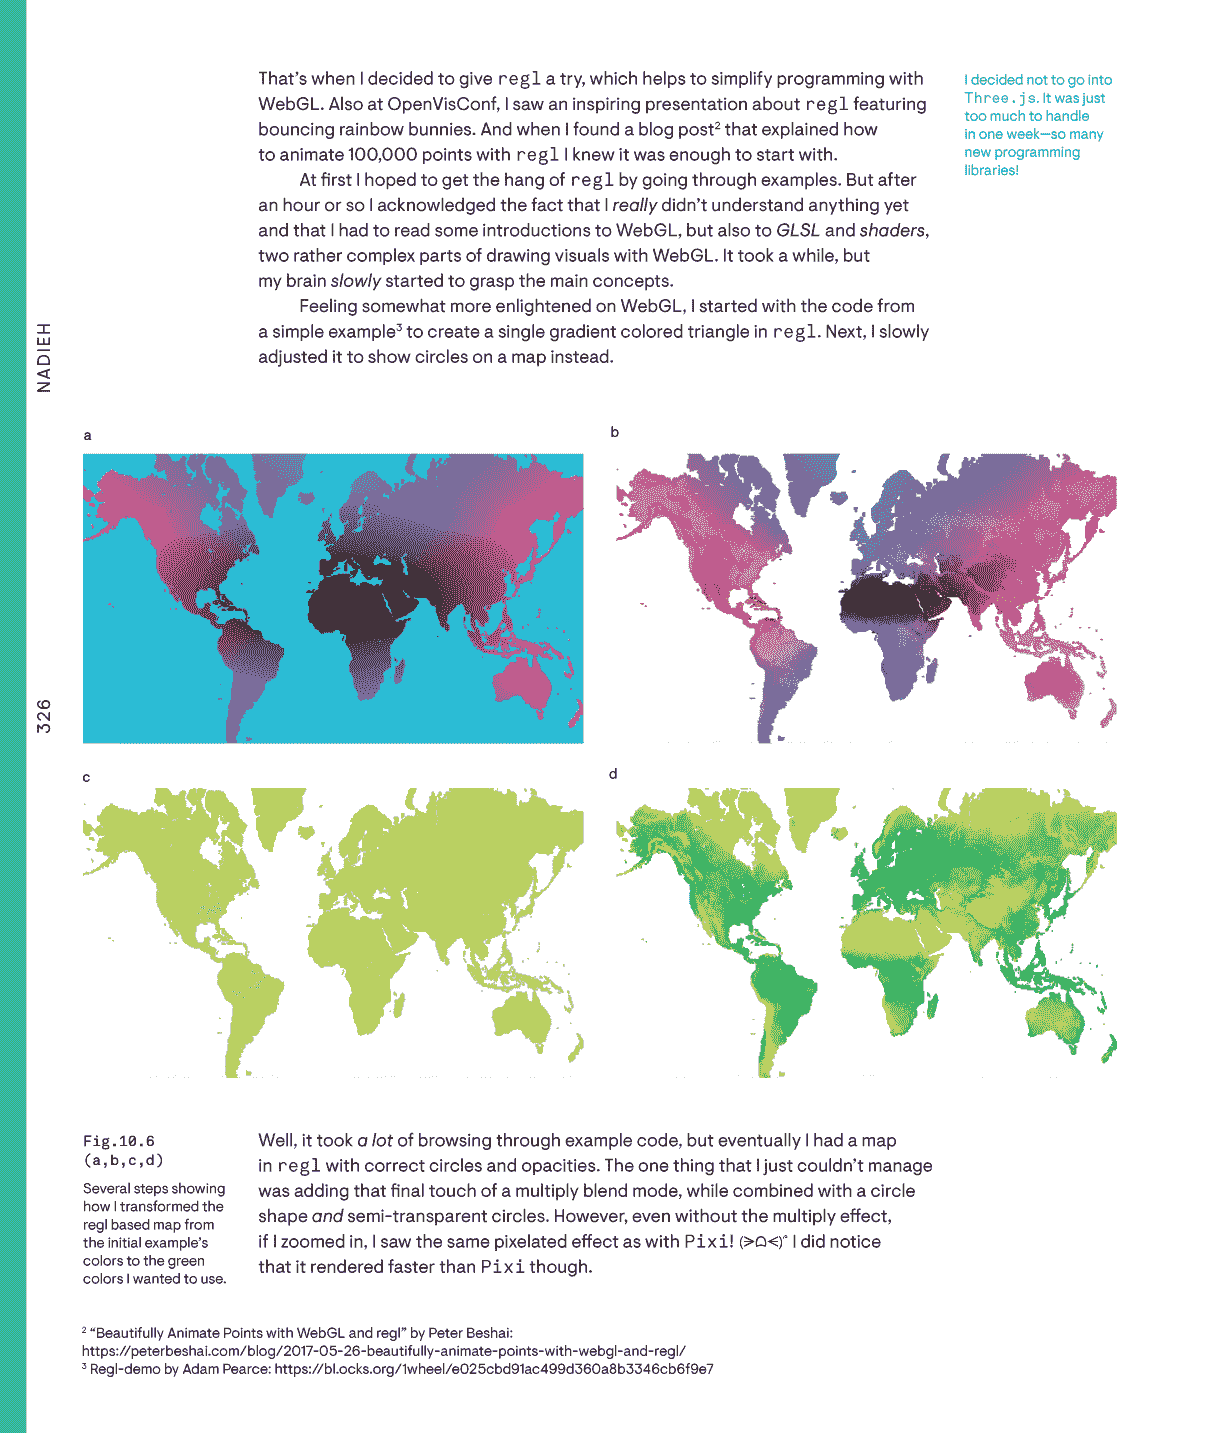 That's when I decided to give regl a try, which helps to simplify programming with
WebGL. Also at OpenVisConf, I saw an inspiring presentation about regl featuring
bouncing rainbow bunnies. And when I found a blog post² that explained how
to animate 100,000 points with regl I knew it was enough to start with.
At first I hoped to get the hang of regl by going through examples. But after
an hour or so I acknowledged the fact that I really didn't understand anything yet
and that I had to read some introductions to WebGL, but also to GLSL and shaders,
two rather complex parts of drawing visuals with WebGL. It took a while, but
my brain slowly started to grasp the main concepts.
Feeling somewhat more enlightened on WebGL, I started with the code from
a simple example³ to create a single gradient colored triangle in regl. Next, I slowly
adjusted it to show circles on a map instead.
I decided not to go into
Three.js. It was just
too much to handle
in one week—so many
new programming
libraries!
NADIEH
326
a
b
c
d
Fig.10.6
(a,b,c,d)
Several steps showing
how I transformed the
regl based map from
the initial example's
colors to the green
colors I wanted to use.
Well, it took a lot of browsing through example code, but eventually I had a map
in regl with correct circles and opacities. The one thing that I just couldn't manage
was adding that final touch of a multiply blend mode, while combined with a circle
shape and semi-transparent circles. However, even without the multiply effect,
if I zoomed in, I saw the same pixelated effect as with Pixi! (≥Ω≤)° I did notice
that it rendered faster than Pixi though.
² "Beautifully Animate Points with WebGL and regl" by Peter Beshai:
https://peterbeshai.com/blog/2017-05-26-beautifully-animate-points-with-webgl-and-regl/
³ Regl-demo by Adam Pearce: https://bl.ocks.org/1wheel/e025cbd91ac499d360a8b3346cb6f9e7